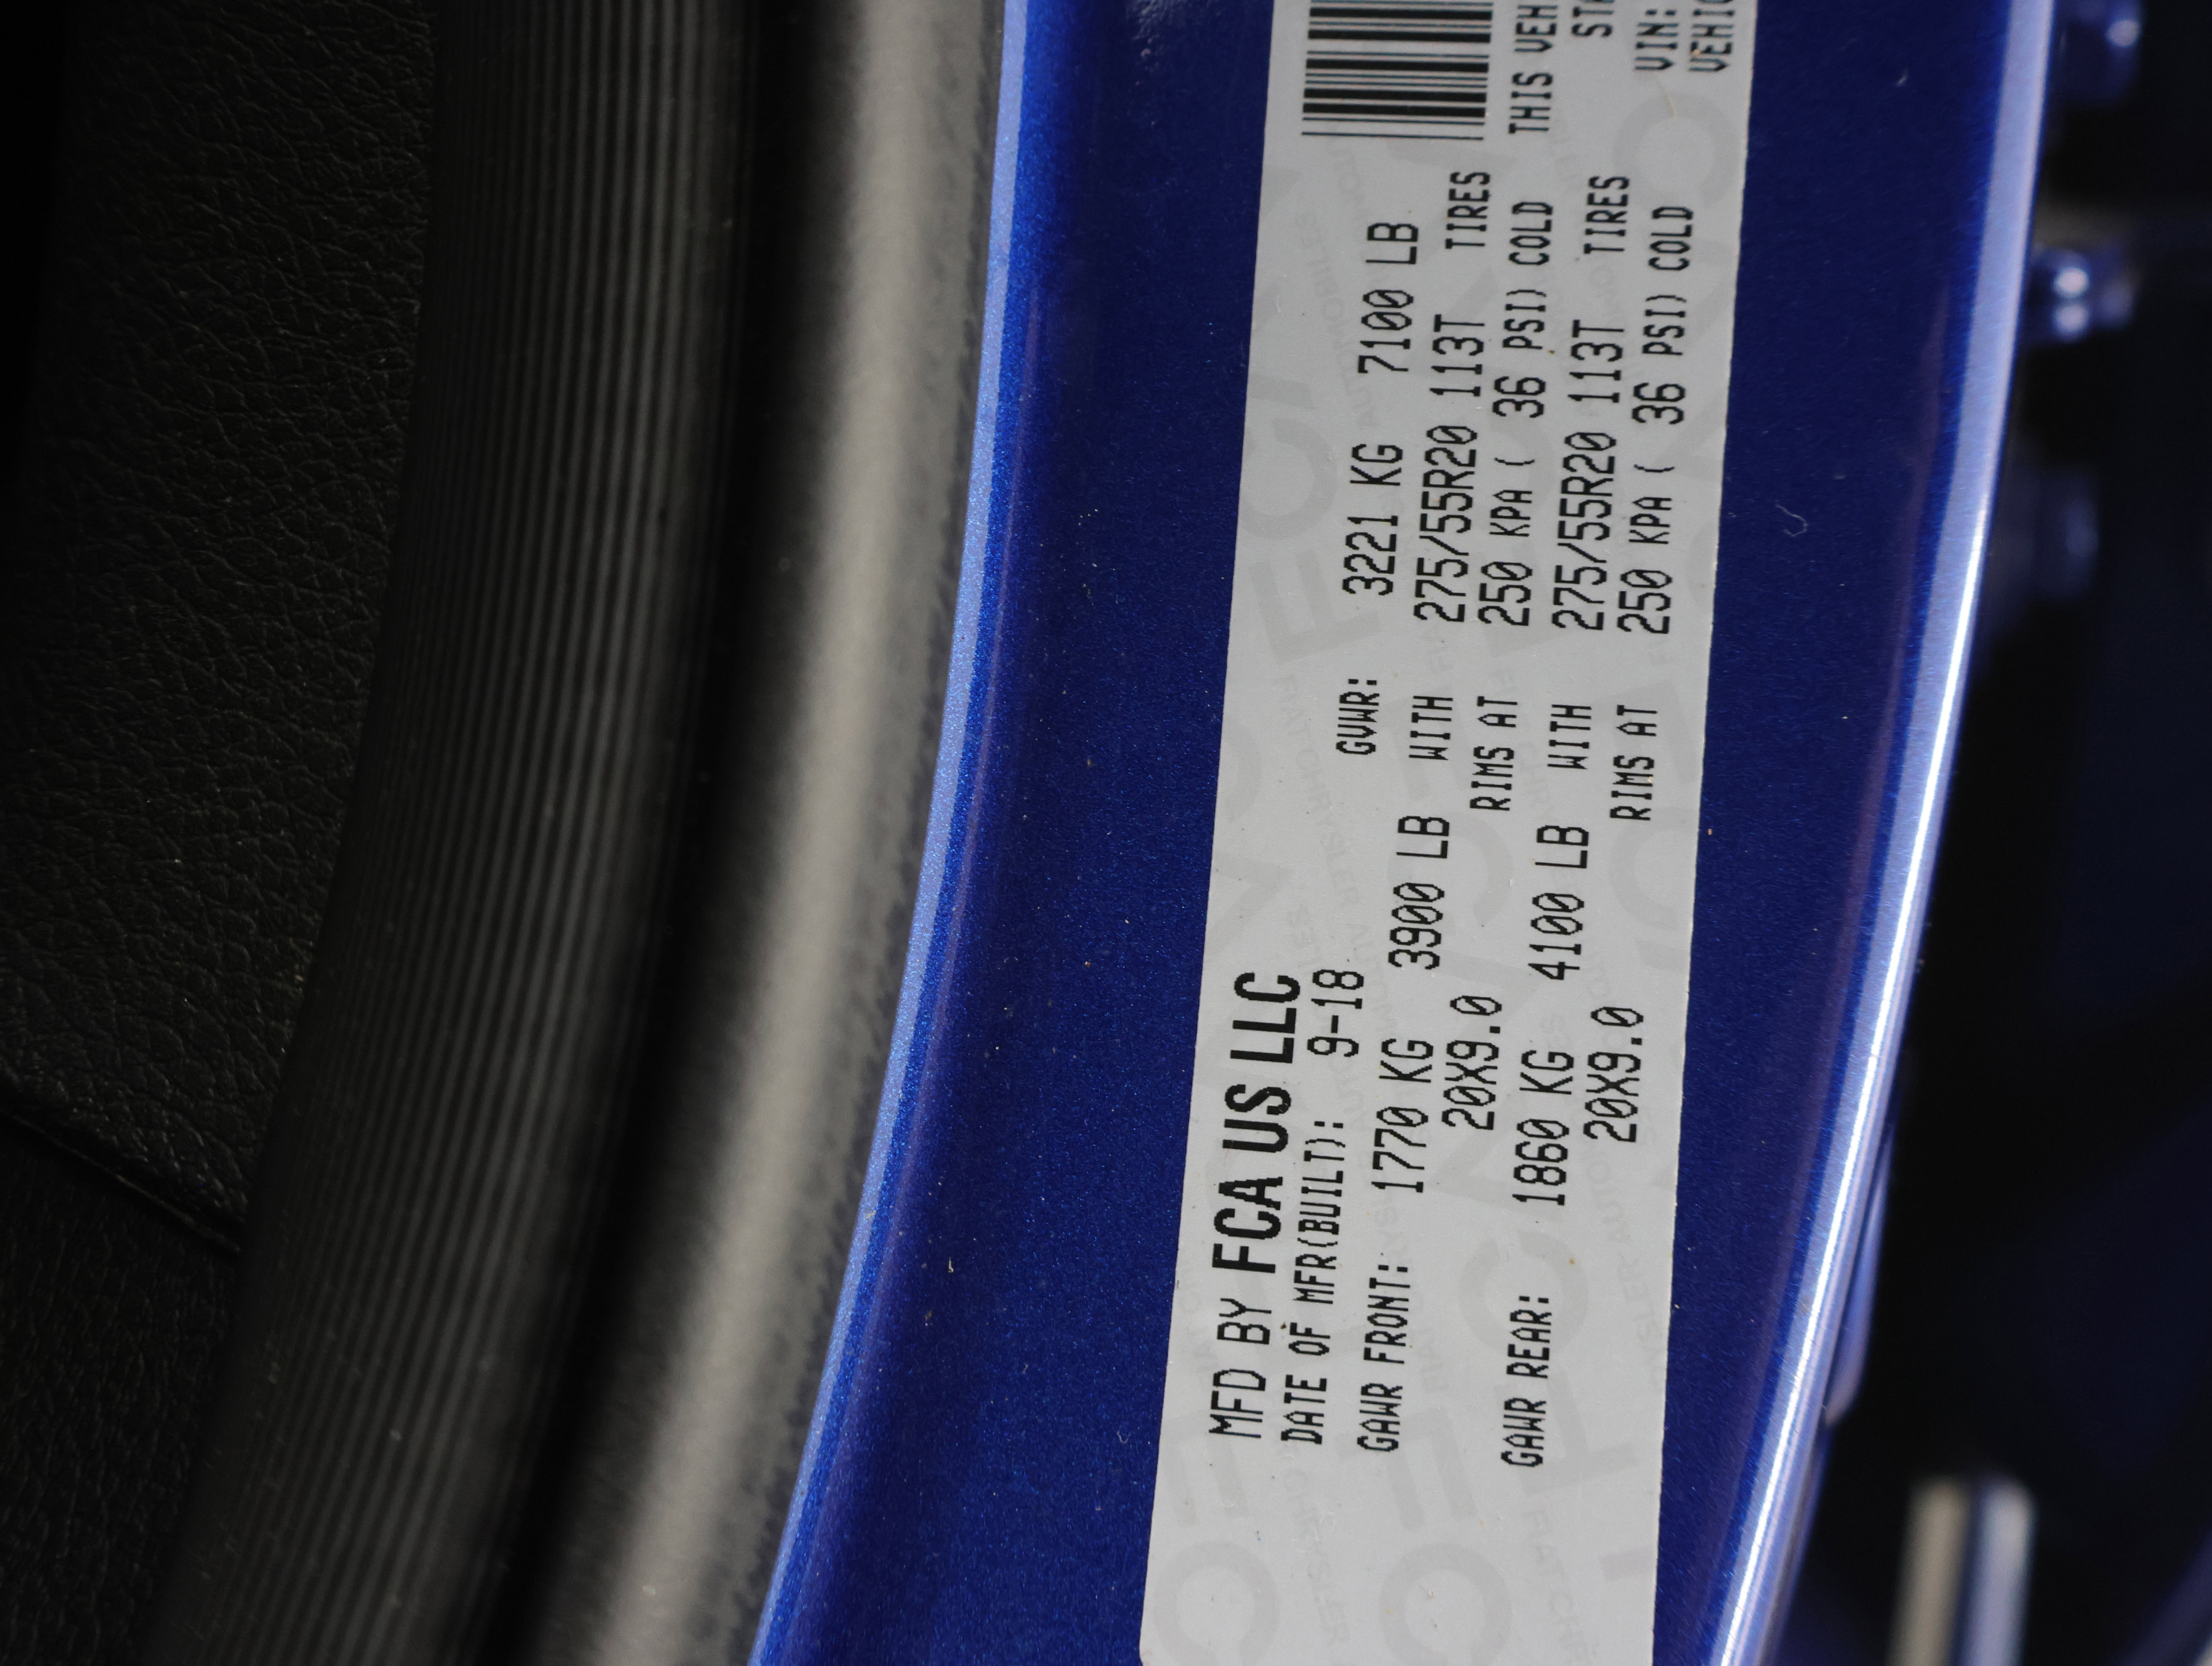 MFD BY FCA US LLC
DATE OF MFR(BUILT): 9-18 GVWR: 3221 KG 7100 LB
GAWR FRONT: 1770 KG 3900 LB WITH 275/55R20 113T TIRES
20X9.0 RIMS AT 250 KPA ( 36 PSI) COLD
GAWR REAR: 1860 KG 4100 LB WITH 275/55R20 113T TIRES
20X9.0 RIMS AT 250 KPA ( 36 PSI) COLD
THIS VEH
VIN: